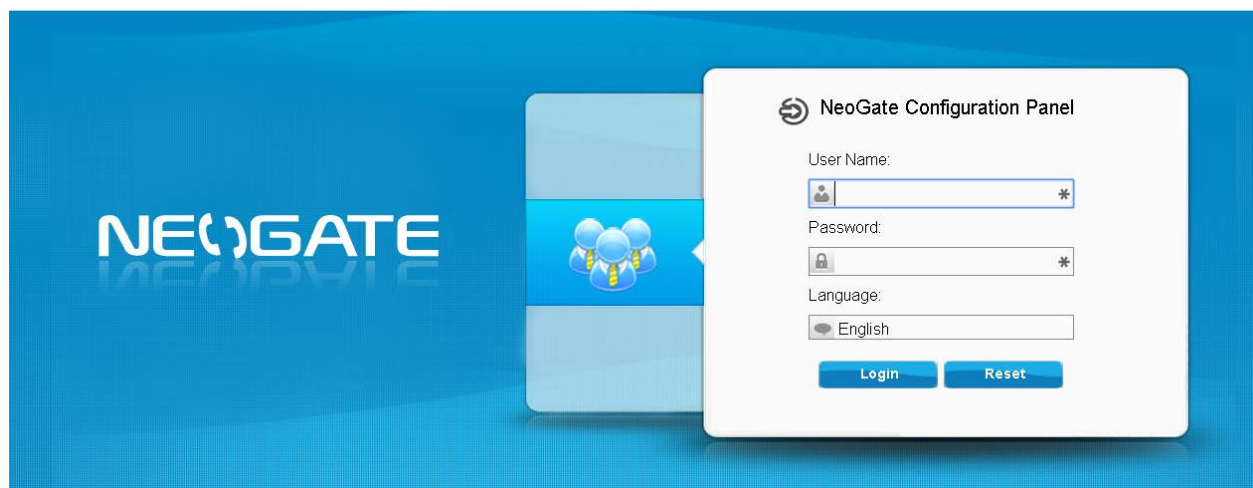 NEOGATE
NeoGate Configuration Panel
User Name:
*
Password:
*
Language:
English
Login Reset